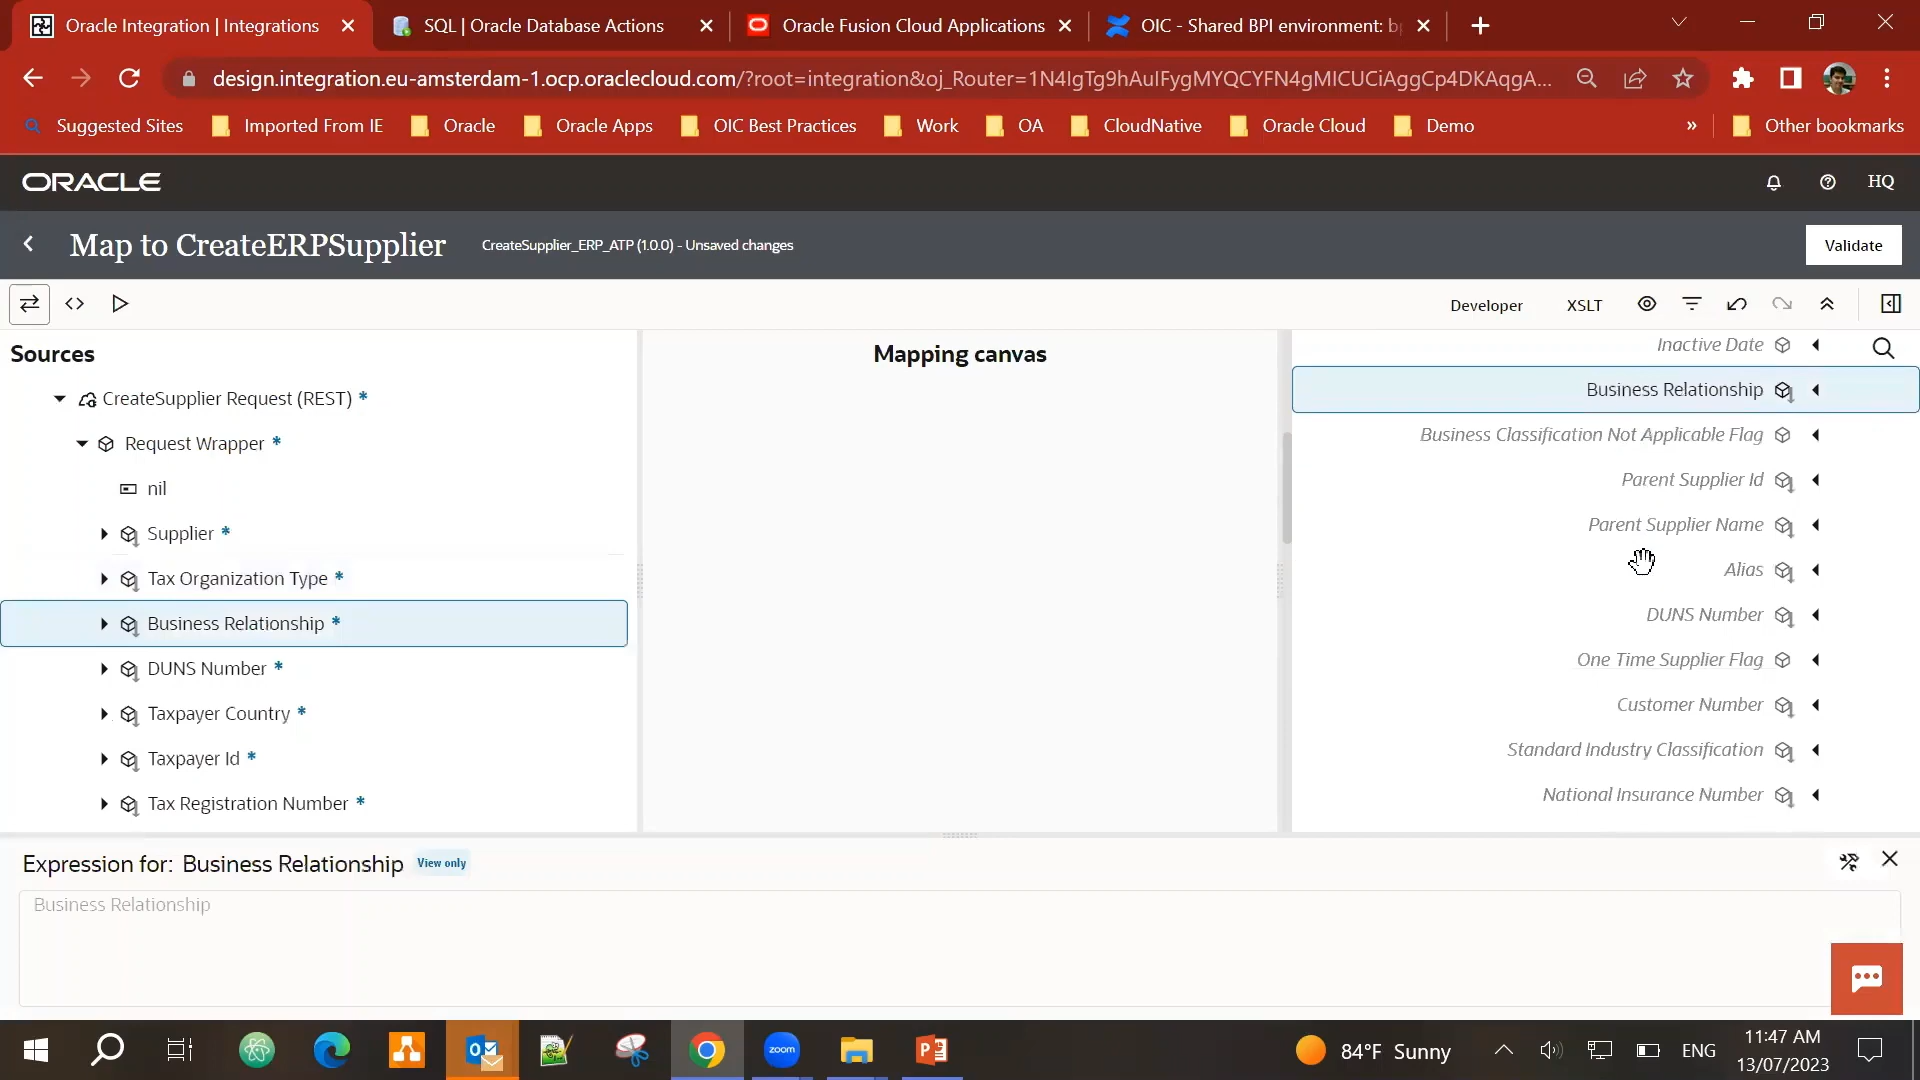 Oracle Integration | Integrations
SQL | Oracle Database Actions
Oracle Fusion Cloud Applications
OIC - Shared BPI environment: b
design.integration.eu-amsterdam-1.ocp.oraclecloud.com/?root=integration&oj_Router=1N4IgTg9hAuIFygMYQCYFN4gMICUCiAggCp4DKAqgA...
Suggested Sites
Imported From IE
Oracle
Oracle Apps
OIC Best Practices
Work
OA
CloudNative
Oracle Cloud
Demo
»
Other bookmarks
ORACLE
HQ
Map to CreateERPSupplier
CreateSupplier_ERP_ATP (1.0.0) - Unsaved changes
Validate
Developer
XSLT
Sources
Mapping canvas
CreateSupplier Request (REST) *
Request Wrapper *
nil
Supplier *
Tax Organization Type *
Business Relationship *
DUNS Number *
Taxpayer Country *
Taxpayer Id *
Tax Registration Number *
Inactive Date
Business Relationship
Business Classification Not Applicable Flag
Parent Supplier Id
Parent Supplier Name
Alias
DUNS Number
One Time Supplier Flag
Customer Number
Standard Industry Classification
National Insurance Number
Expression for: Business Relationship
View only
Business Relationship
zoom
84°F Sunny
ENG
11:47 AM
13/07/2023